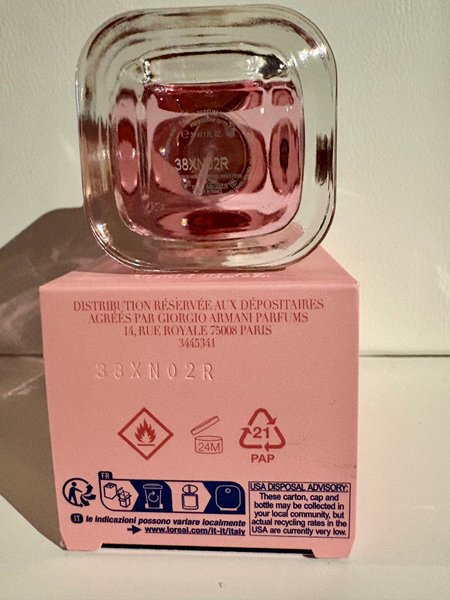 PARFUM
38XN02R
DISTRIBUTION RÉSERVÉE AUX DÉPOSITAIRES
AGRÉÉS PAR GIORGIO ARMANI PARFUMS
14, RUE ROYALE 75008 PARIS
3445341
38XN02R
24M
21
PAP
FR
IT le indicazioni possono variare localmente
www.loreal.com/it-it/italy
USA DISPOSAL ADVISORY:
These carton, cap and
bottle may be collected in
your local community, but
actual recycling rates in the
USA are currently very low.